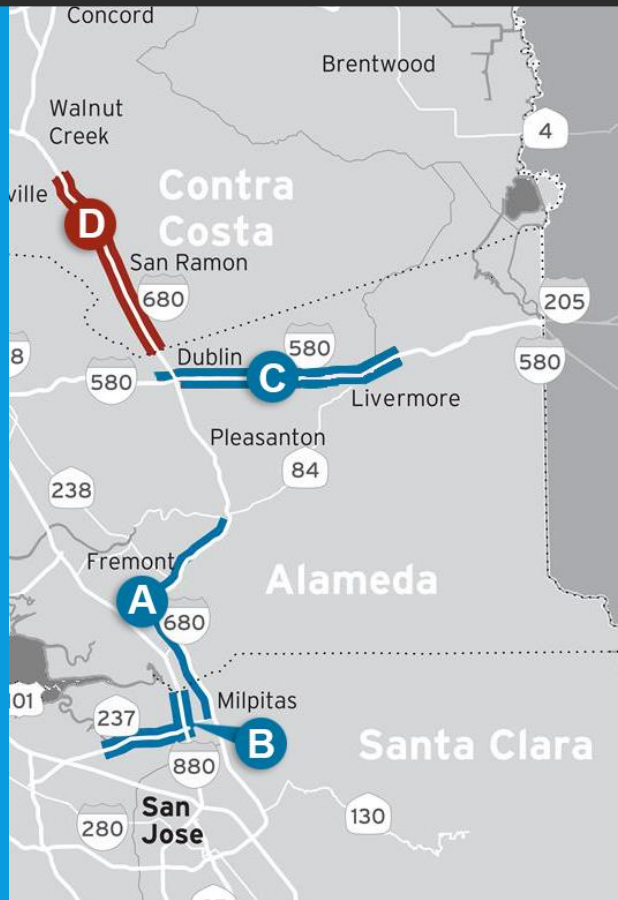 Concord
Brentwood
Walnut
Creek
4
ville
Contra
Costa
D
San Ramon
680
205
8
Dublin
580
580
C
580
Livermore
Pleasanton
84
238
Fremont
Alameda
A
680
101
Milpitas
237
B
Santa Clara
880
San
Jose
280
130